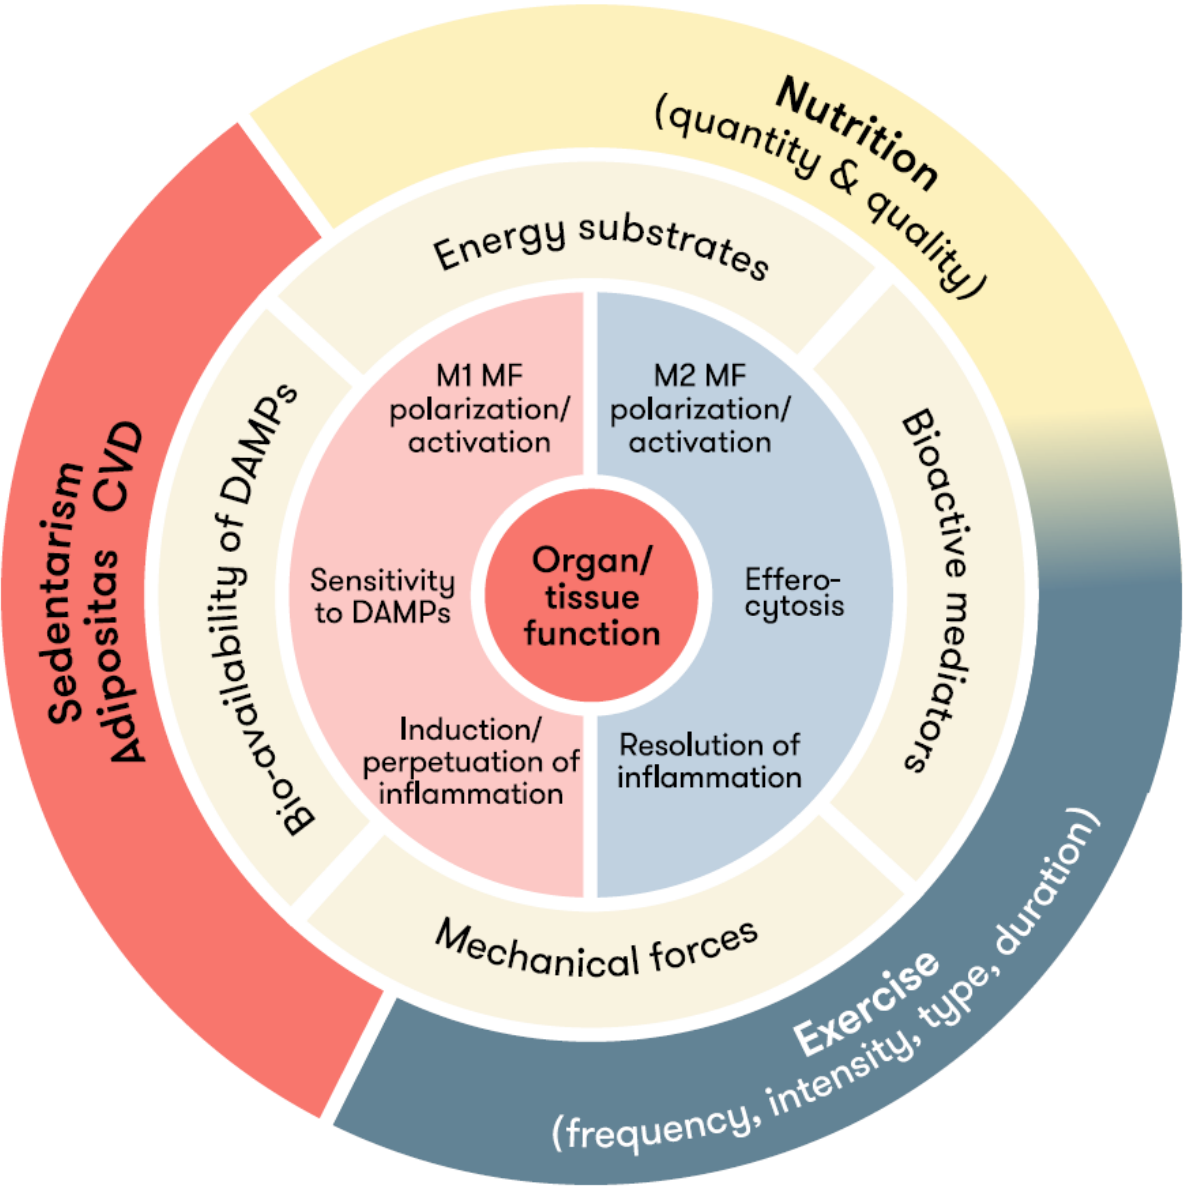 Nutrition
(quantity & quality)
Energy substrates
Sedentarism
Adipositas CVD
Bio-availability of DAMPs
Bioactive mediators
M1 MF
polarization/
activation
M2 MF
polarization/
activation
Sensitivity
to DAMPs
Organ/
tissue
function
Effero-
cytosis
Induction/
perpetuation of
inflammation
Resolution of
inflammation
Mechanical forces
Exercise
(frequency, intensity, type, duration)